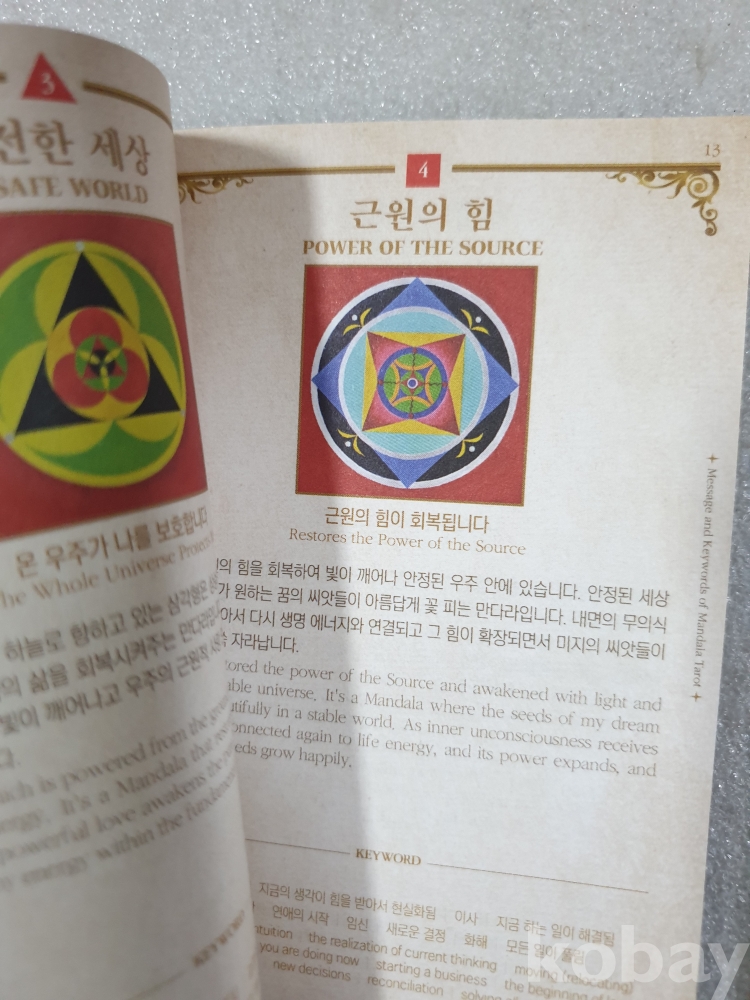 3
한 세상
SAFE WORLD
온 우주가 나를 보호합니다
The Whole Universe
하늘로 향하고 있는 삼각형은
삶을 회복시켜주는 만다라입니
빛이 깨어나고 우주의 근원적
다.
is powered from the
It's a Mandala that
powerful love awakens the
energy within the
13
4
근원의 힘
POWER OF THE SOURCE
근원의 힘이 회복됩니다
Restores the Power of the Source
의 힘을 회복하여 빛이 깨어나 안정된 우주 안에 있습니다. 안정된 세상
가 원하는 꿈의 씨앗들이 아름답게 꽃 피는 만다라입니다. 내면의 무의식
아서 다시 생명 에너지와 연결되고 그 힘이 확장되면서 미지의 씨앗들이
자라납니다.
tored the power of the Source and awakened with light and
able universe. It's a Mandala where the seeds of my dream
utifully in a stable world. As inner unconsciousness receives
onnected again to life energy, and its power expands, and
eeds grow happily.
KEYWORD
지금의 생각이 힘을 받아서 현실화됨 이사 지금 하는 일이 해결됨
연애의 시작 임신 새로운 결정 화해 모든 일이 풀림
ntuition the realization of current thinking moving (relocating)
you are doing now starting a business the beginning
new decisions reconciliation solving
Message and Keywords of Mandala Tarot
kobay